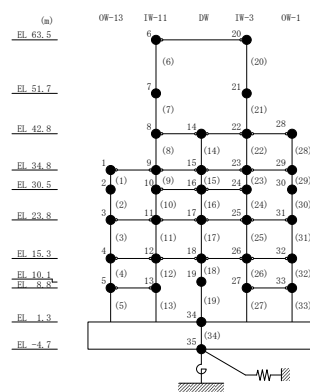 (m)
OW-13 IW-11 DW IW-3 OW-1
EL 63.5 6 20
(6) (20)
EL 51.7 7 21
(7) (21)
EL 42.8 8 14 22 28
(8) (14) (22) (28)
EL 34.8 1 9 15 23 29
(1) (9) (15) (23) (29)
EL 30.5 2 10 16 24 30
(2) (10) (16) (24) (30)
EL 23.8 3 11 17 25 31
(3) (11) (17) (25) (31)
EL 15.3 4 12 18 26 32
(4) (12) (18) (26) (32)
EL 10.1 19
EL 8.8 5 13 27 33
(5) (13) (19) (27) (33)
EL 1.3 34
(34)
EL -4.7 35